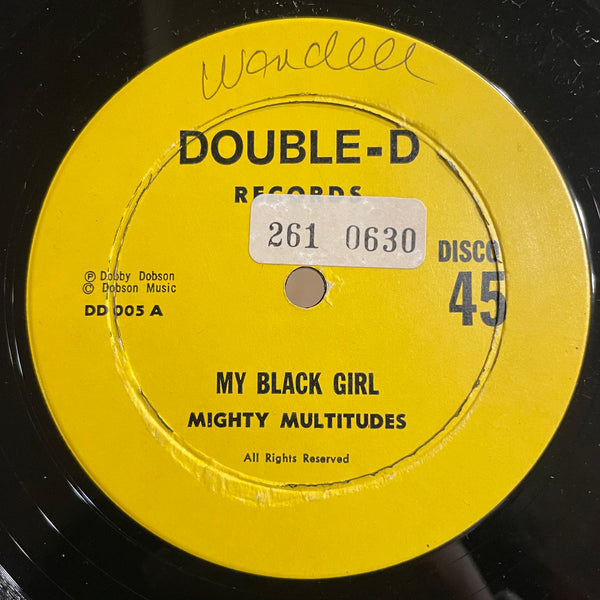 wandell
DOUBLE-D
RECORDS
261 0630
DISCO
45
Ⓟ Dobby Dobson
© Dobson Music
DD 005 A
MY BLACK GIRL
MIGHTY MULTITUDES
All Rights Reserved